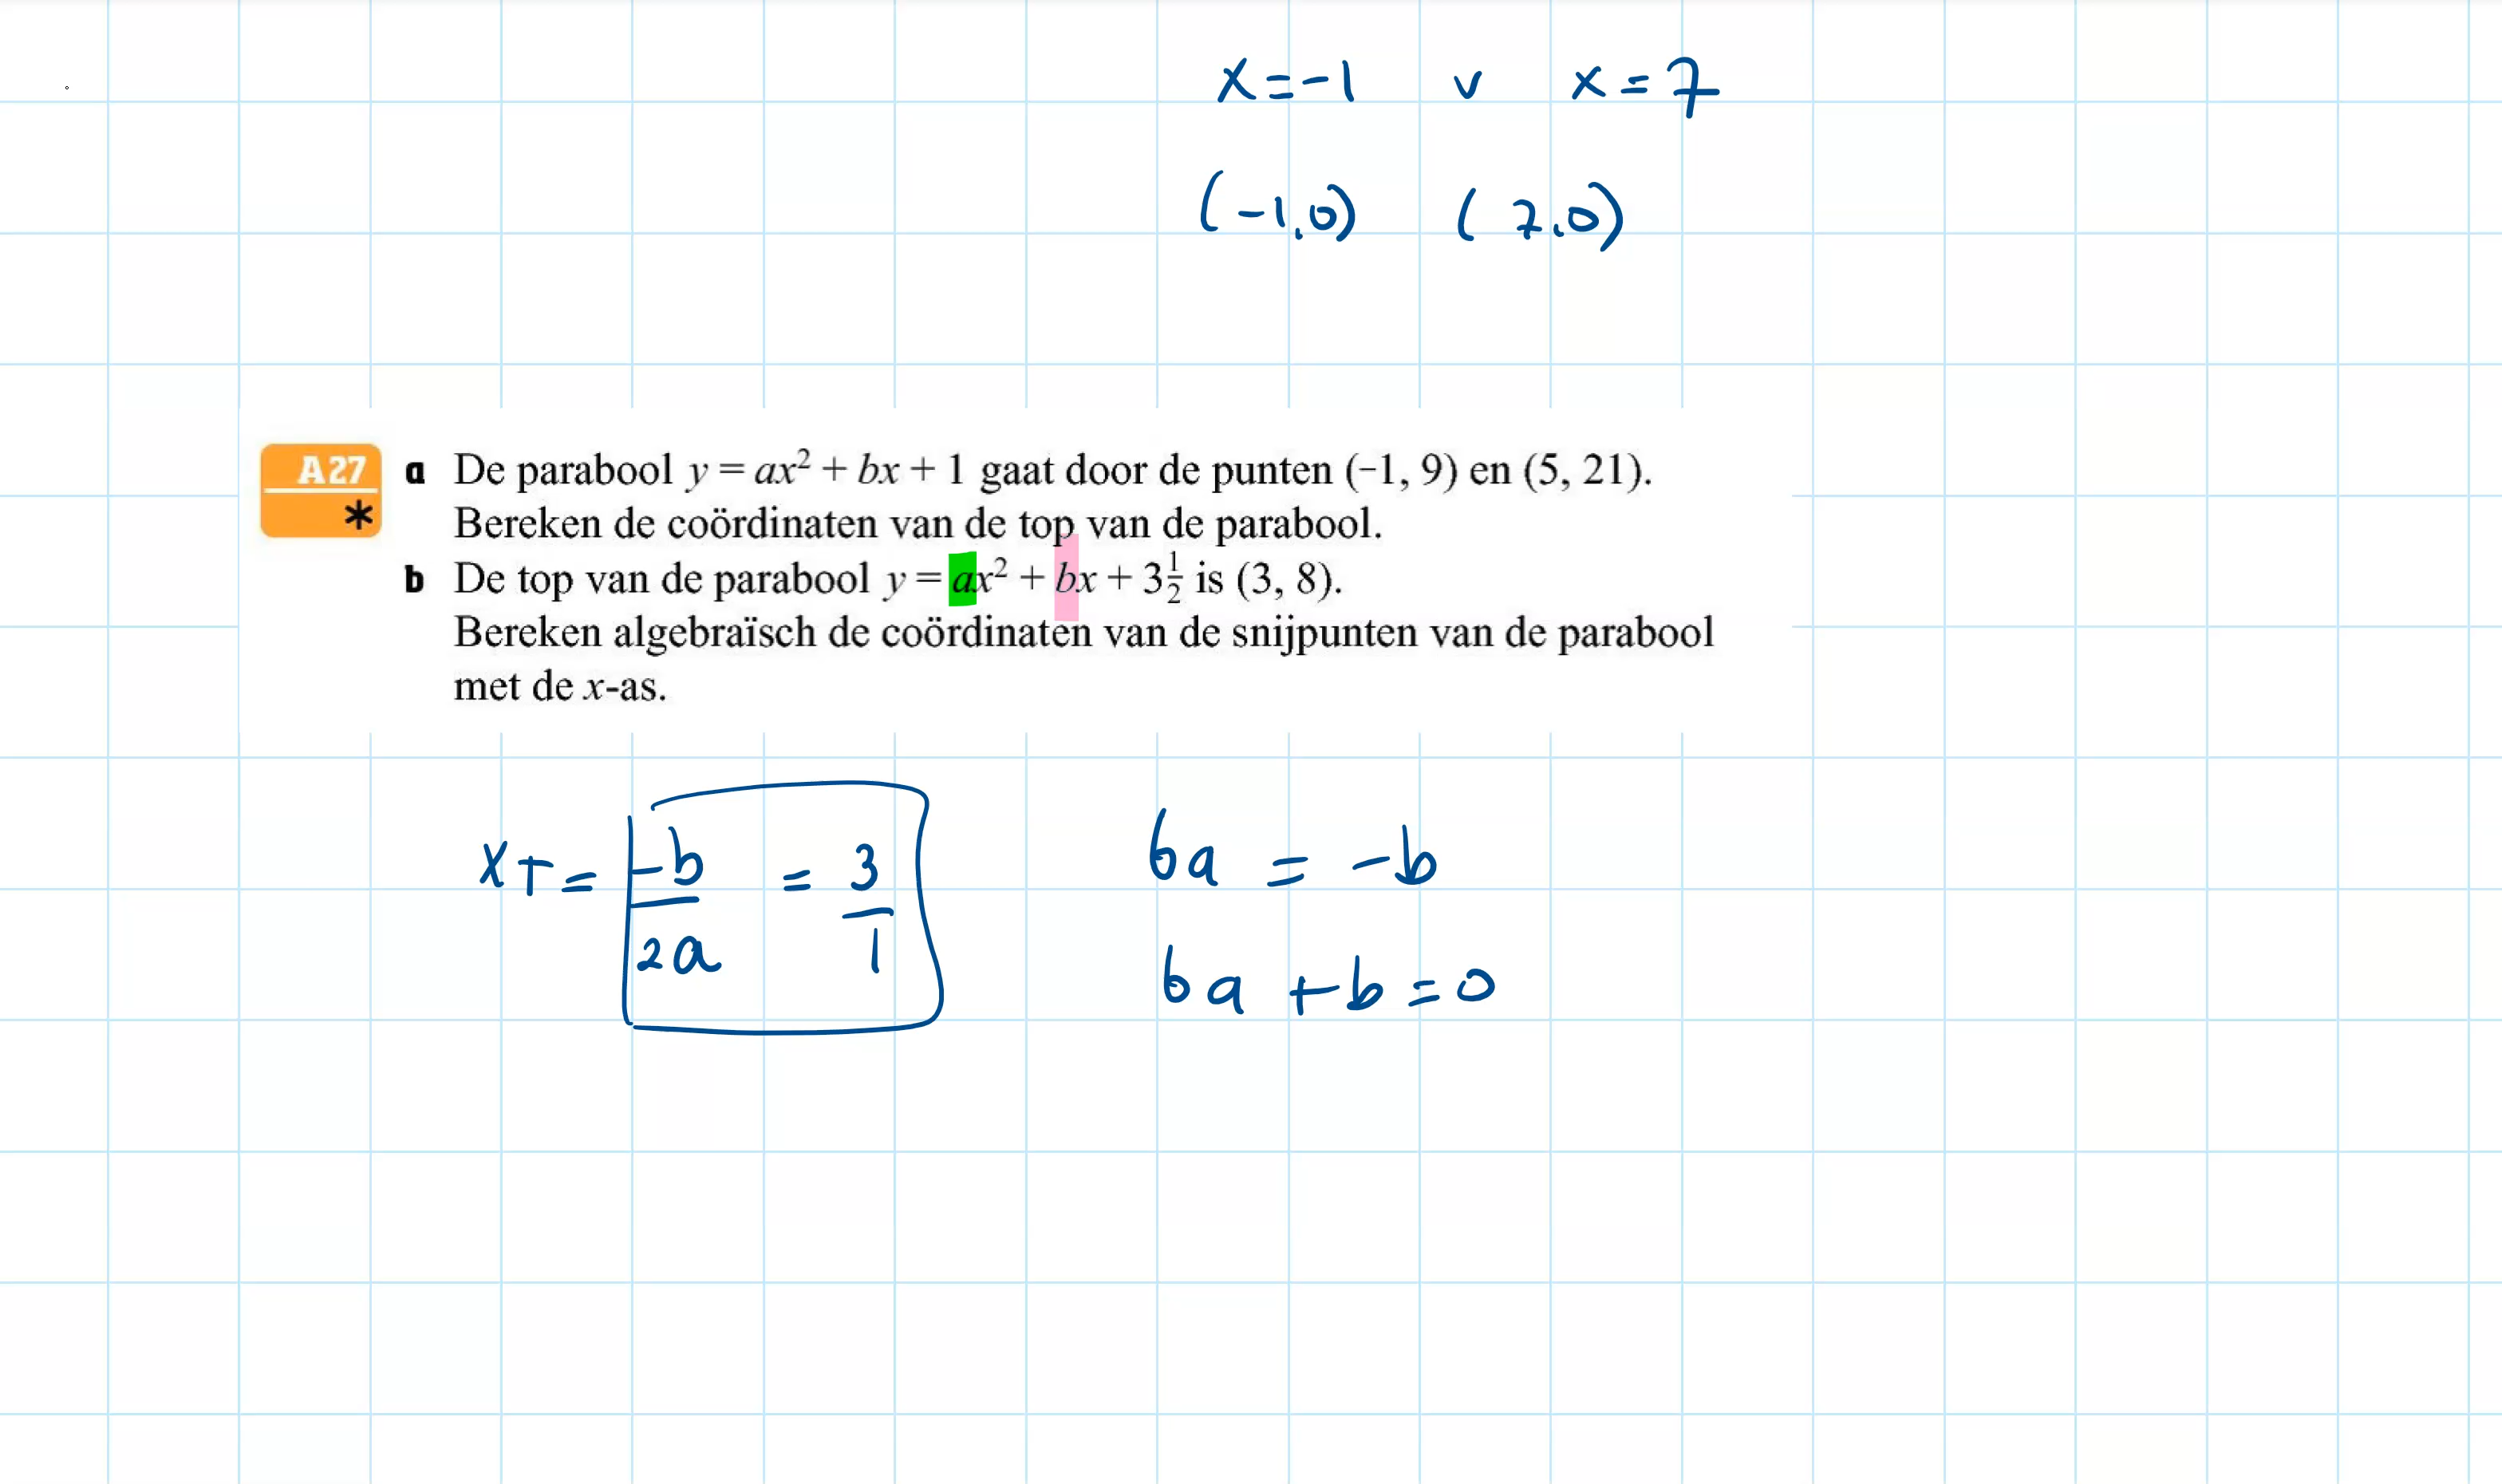 x = -1 v x = 7
(-1,0) (7,0)
A27 a De parabool y = ax² + bx + 1 gaat door de punten (−1, 9) en (5, 21).
* Bereken de coördinaten van de top van de parabool.
b De top van de parabool y = ax² + bx + 3½ is (3, 8).
Bereken algebraïsch de coördinaten van de snijpunten van de parabool
met de x-as.
xT = -b/2a = 3/1 6a = -b
6a + b = 0